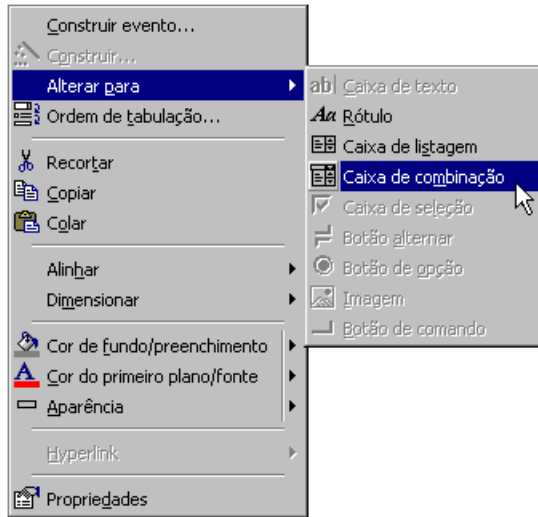 Construir evento...
Construir...
Alterar para
Ordem de tabulação...
Recortar
Copiar
Colar
Alinhar
Dimensionar
Cor de fundo/preenchimento
A Cor do primeiro plano/fonte
Aparência
Hyperlink
Propriedades
ab| Caixa de texto
Aa Rótulo
Caixa de listagem
Caixa de combinação
Caixa de seleção
Botão alternar
Botão de opção
Imagem
Botão de comando